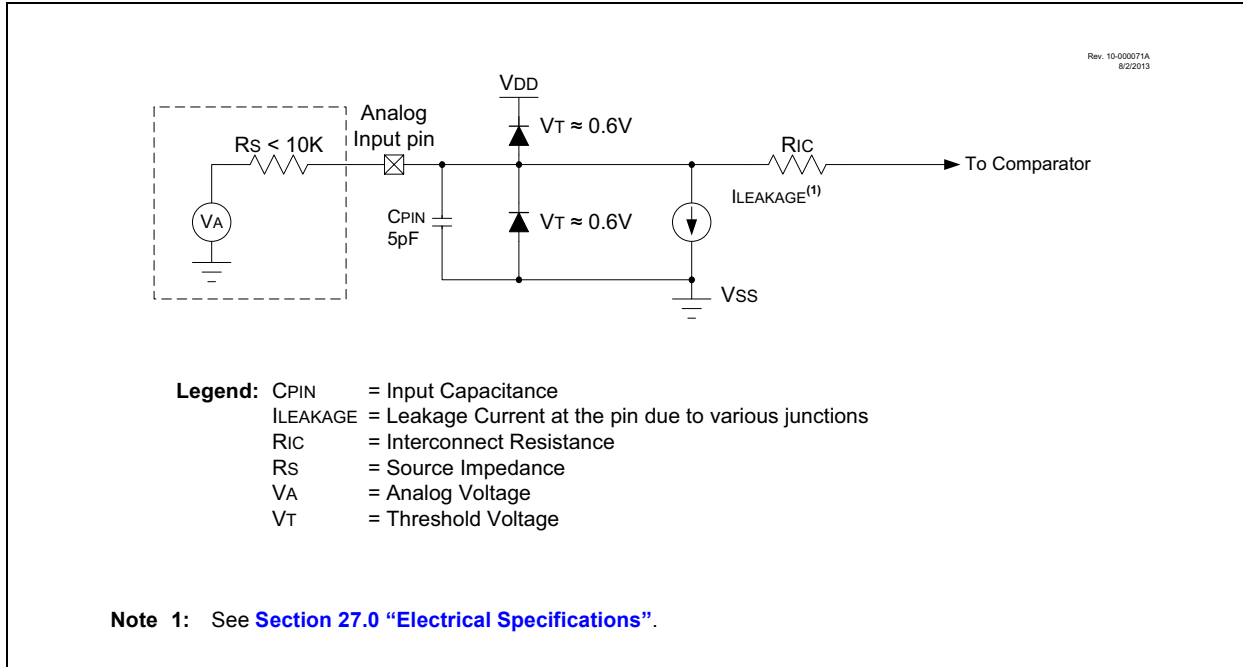 Rev. 10-000071A
8/2/2013
VDD
Analog
Input pin
VT ≈ 0.6V
RS < 10K
RIC
To Comparator
ILEAKAGE(1)
VA
CPIN
5pF
VT ≈ 0.6V
VSS
Legend: CPIN = Input Capacitance
ILEAKAGE = Leakage Current at the pin due to various junctions
RIC = Interconnect Resistance
RS = Source Impedance
VA = Analog Voltage
VT = Threshold Voltage
Note 1: See Section 27.0 “Electrical Specifications”.